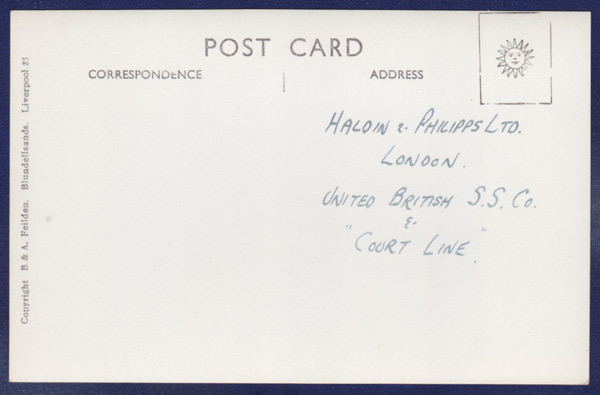 POST CARD
CORRESPONDENCE
ADDRESS
HALDIN & PHILIPPS LTD.
LONDON.
UNITED BRITISH S.S. Co.
&
"COURT LINE".
Copyright B. & A. Feilden. Blundellsands. Liverpool 23